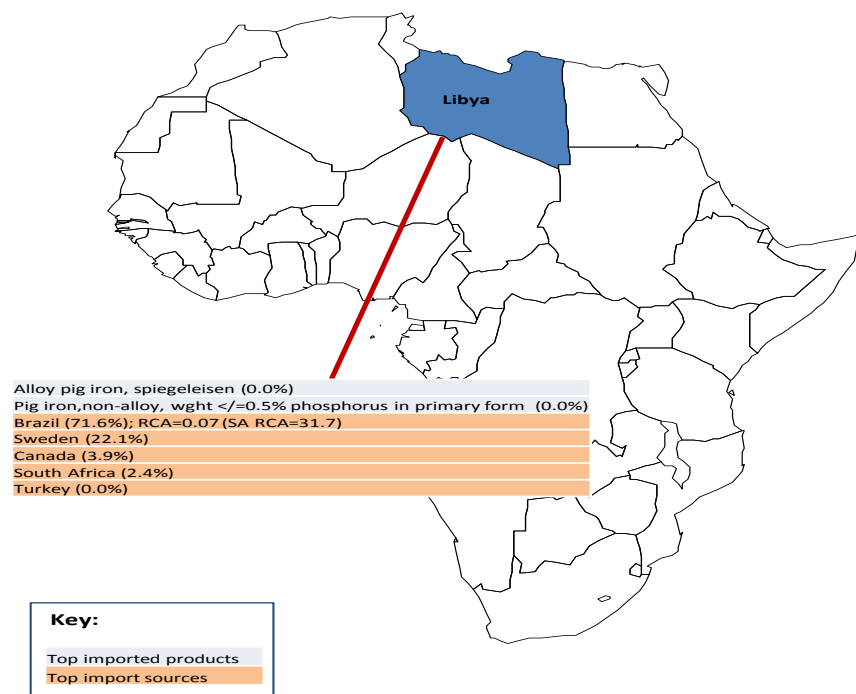 Libya
Alloy pig iron, spiegeleisen (0.0%)
Pig iron,non-alloy, wght </=0.5% phosphorus in primary form (0.0%)
Brazil (71.6%); RCA=0.07 (SA RCA=31.7)
Sweden (22.1%)
Canada (3.9%)
South Africa (2.4%)
Turkey (0.0%)
Key:
Top imported products
Top import sources